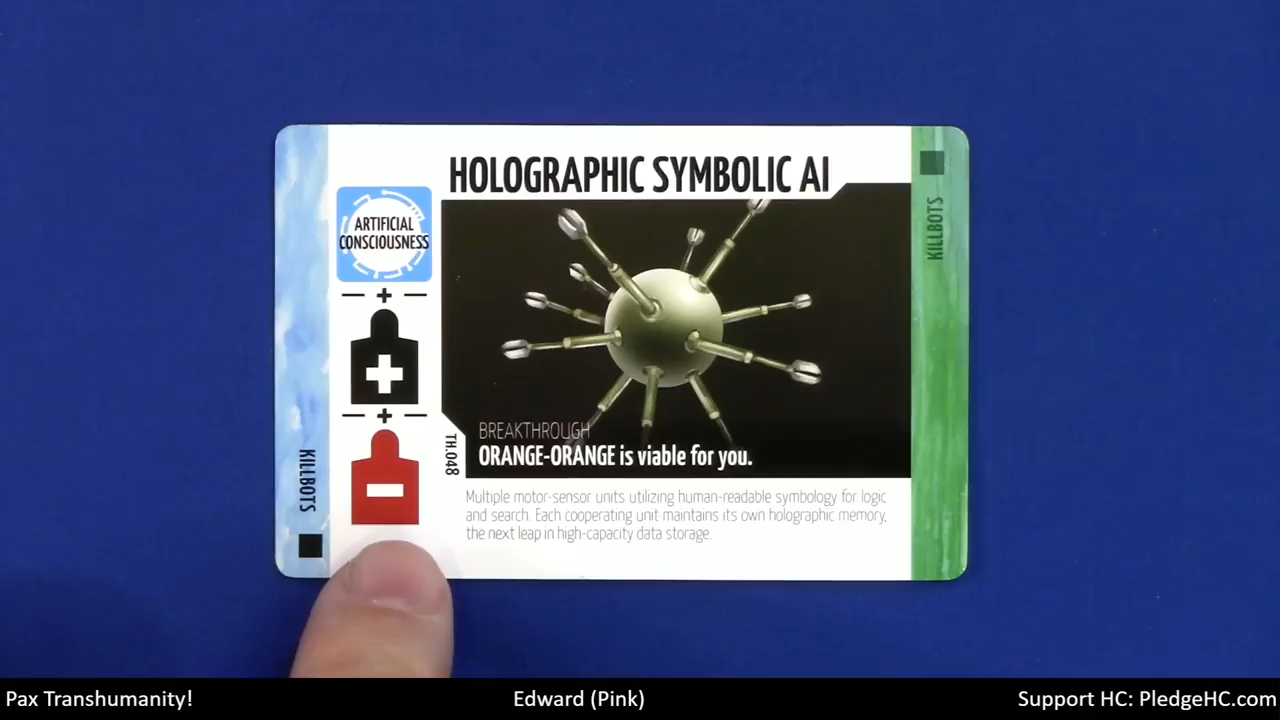 HOLOGRAPHIC SYMBOLIC AI
ARTIFICIAL
CONSCIOUSNESS
KILLBOTS
KILLBOTS
TH.048
BREAKTHROUGH
ORANGE-ORANGE is viable for you.
Multiple motor-sensor units utilizing human-readable symbology for logic
and search. Each cooperating unit maintains its own holographic memory,
the next leap in high-capacity data storage.
Pax Transhumanity!
Edward (Pink)
Support HC: PledgeHC.com